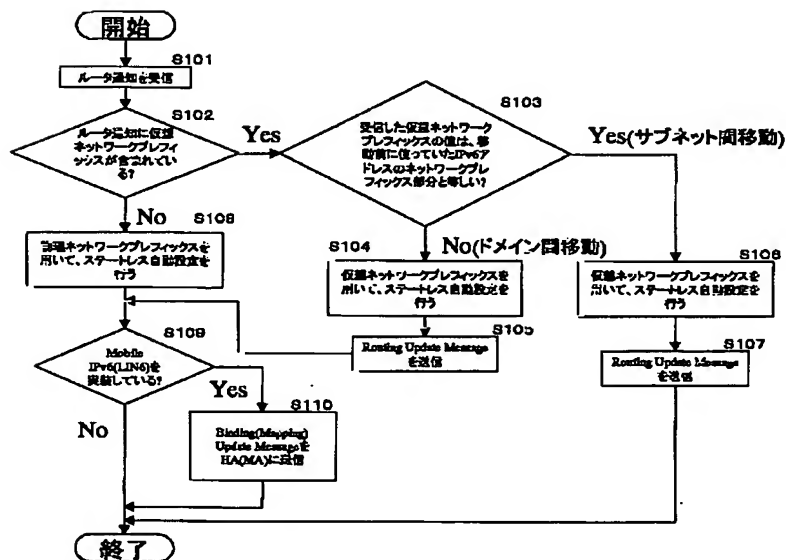 開始
S101
ルータ通知を受信
S102
ルータ通知に仮想
ネットワークプレフィ
ックスが含まれてい
る?
Yes
No
S103
受信した仮想ネットワーク
プレフィックスの値は、移
動前に使っていたIPv6ア
ドレスのネットワークプレ
フィックス部分と等しい?
Yes(サブネット間移動)
No(ドメイン間移動)
S108
ネットワークプレフィックスを
用いて、ステートレス自動設定を
行う
S104
仮想ネットワークプレフィックスを
用いて、ステートレス自動設定を
行う
S105
Routing Update Message
を送信
S106
仮想ネットワークプレフィックスを
用いて、ステートレス自動設定を
行う
S107
Routing Update Message
を送信
S109
Mobile
IPv6(LIN6)を
実装している?
Yes
No
S110
Binding(Mapping)
Update Messageを
HA(MA)に送信
終了